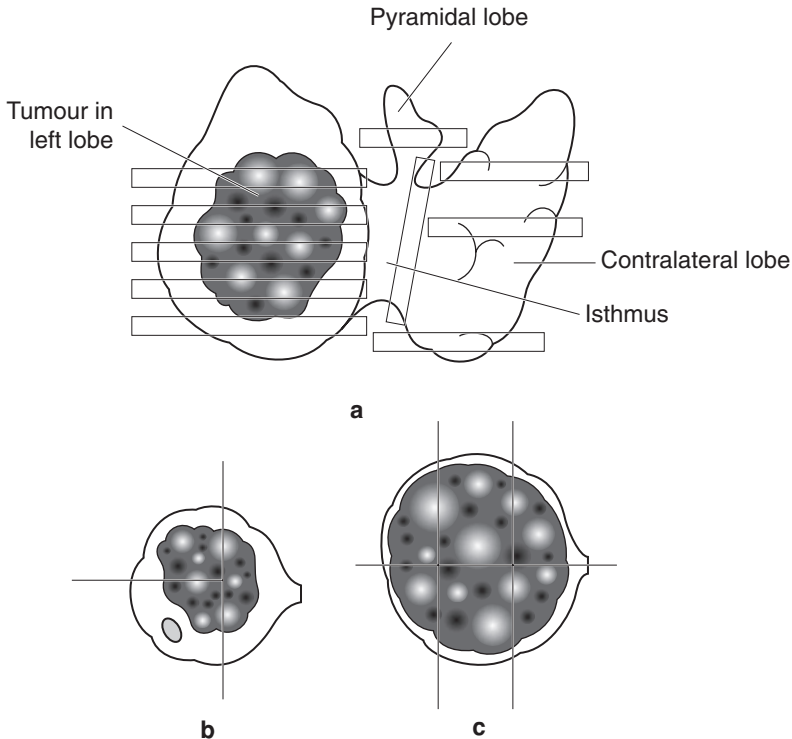 Pyramidal lobe
Tumour in
left lobe
Contralateral lobe
Isthmus
a
b
c